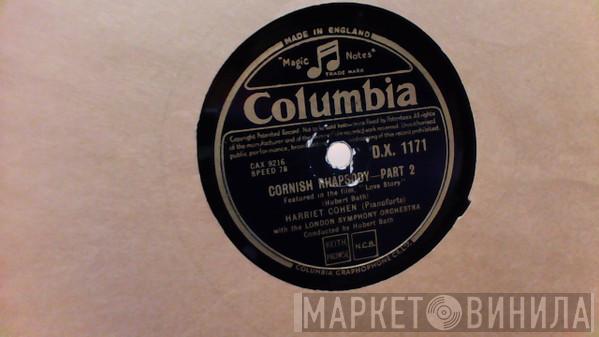 MADE IN ENGLAND
"Magic Notes"
TRADE MARK
Columbia
CAX 9216
SPEED 78
D.X. 1171
CORNISH RHAPSODY—PART 2
Featured in the film, "Love Story"
(Hubert Bath)
HARRIET COHEN (Pianoforte)
with the LONDON SYMPHONY ORCHESTRA
Conducted by Hubert Bath
KEITH PROWSE
N.C.B.
COLUMBIA GRAPHOPHONE CO. LTD.
МАРКЕТ ВИНИЛА